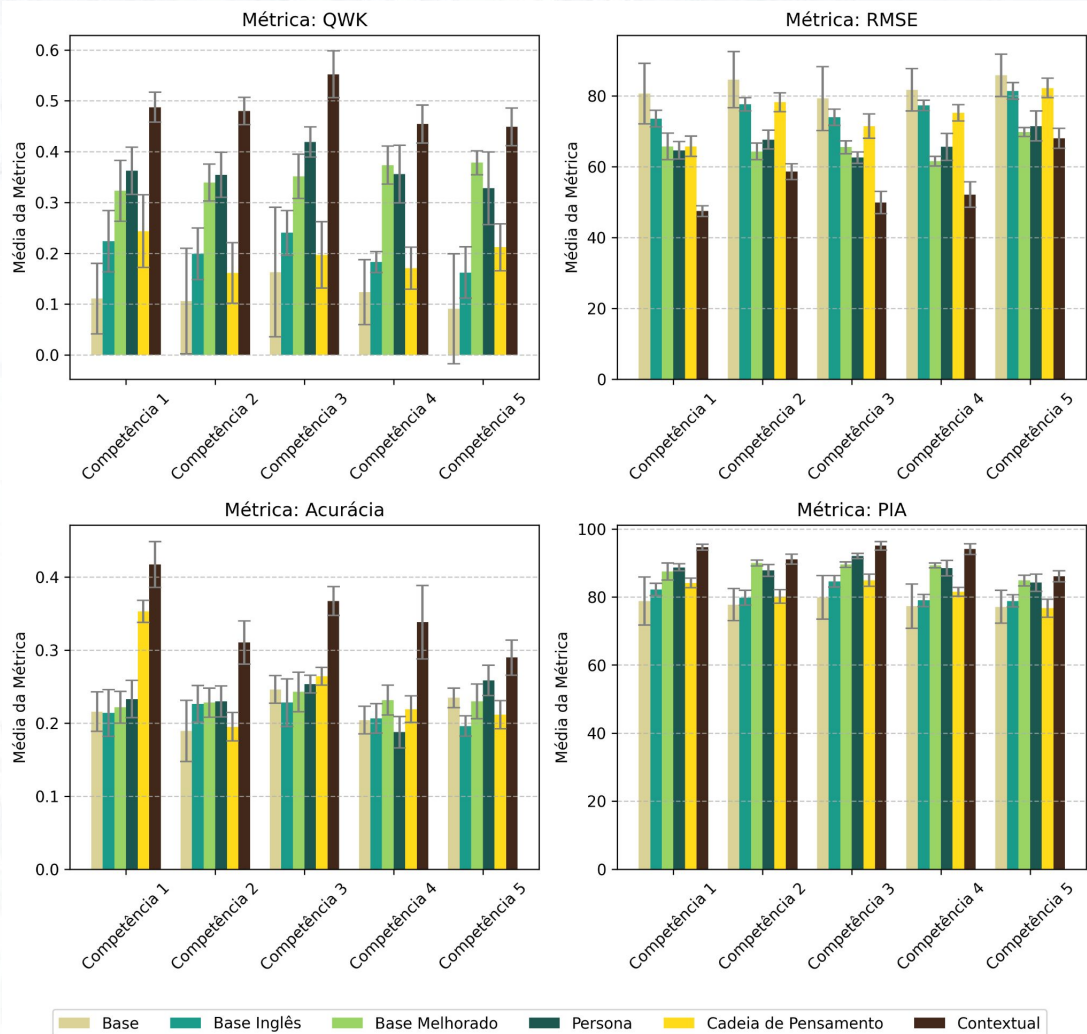 Métrica: QWK
Média da Métrica
0.6
0.5
0.4
0.3
0.2
0.1
0.0
Competência 1
Competência 2
Competência 3
Competência 4
Competência 5
Métrica: RMSE
Média da Métrica
80
60
40
20
0
Competência 1
Competência 2
Competência 3
Competência 4
Competência 5
Métrica: Acurácia
Média da Métrica
0.4
0.3
0.2
0.1
0.0
Competência 1
Competência 2
Competência 3
Competência 4
Competência 5
Métrica: PIA
Média da Métrica
100
80
60
40
20
0
Competência 1
Competência 2
Competência 3
Competência 4
Competência 5
Base Base Inglês Base Melhorado Persona Cadeia de Pensamento Contextual